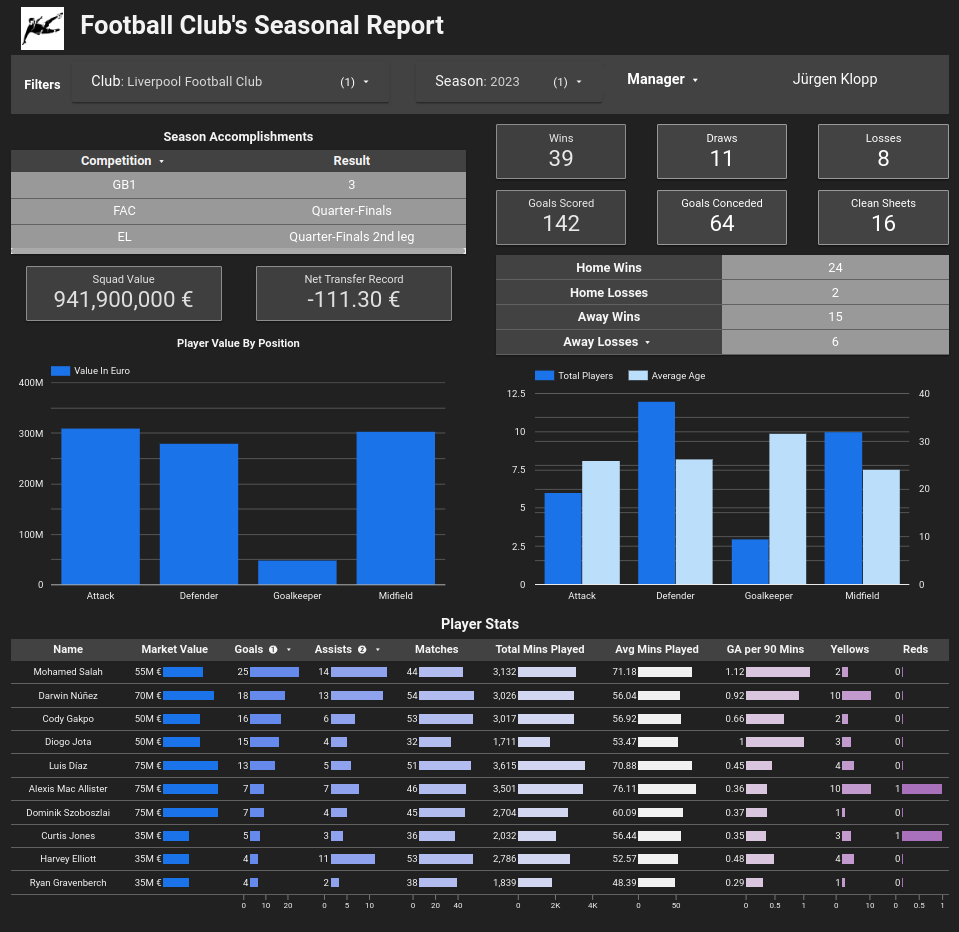 Football Club's Seasonal Report
Filters
Club: Liverpool Football Club (1)
Season: 2023 (1)
Manager
Jürgen Klopp
Season Accomplishments
Competition Result
GB1 3
FAC Quarter-Finals
EL Quarter-Finals 2nd leg
Squad Value
941,900,000 €
Net Transfer Record
-111.30 €
Wins
39
Draws
11
Losses
8
Goals Scored
142
Goals Conceded
64
Clean Sheets
16
Home Wins 24
Home Losses 2
Away Wins 15
Away Losses 6
Player Value By Position
Value In Euro
400M
300M
200M
100M
0
Attack Defender Goalkeeper Midfield
Total Players Average Age
12.5 40
10 30
7.5
20
5
10
2.5
0 0
Attack Defender Goalkeeper Midfield
Player Stats
Name Market Value Goals 1 Assists 2 Matches Total Mins Played Avg Mins Played GA per 90 Mins Yellows Reds
Mohamed Salah 55M € 25 14 44 3,132 71.18 1.12 2 0
Darwin Núñez 70M € 18 13 54 3,026 56.04 0.92 10 0
Cody Gakpo 50M € 16 6 53 3,017 56.92 0.66 2 0
Diogo Jota 50M € 15 4 32 1,711 53.47 1 3 0
Luis Díaz 75M € 13 5 51 3,615 70.88 0.45 4 0
Alexis Mac Allister 75M € 7 7 46 3,501 76.11 0.36 10 1
Dominik Szoboszlai 75M € 7 4 45 2,704 60.09 0.37 1 0
Curtis Jones 35M € 5 3 36 2,032 56.44 0.35 3 1
Harvey Elliott 35M € 4 11 53 2,786 52.57 0.48 4 0
Ryan Gravenberch 35M € 4 2 38 1,839 48.39 0.29 1 0
0 10 20 0 5 10 0 20 40 0 2K 4K 0 50 0 0.5 1 0 10 0 0.5 1